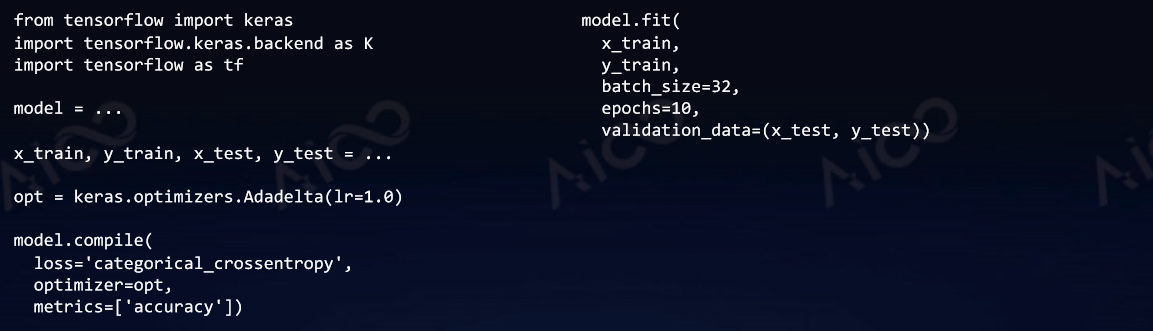 from tensorflow import keras
import tensorflow.keras.backend as K
import tensorflow as tf
model = ...
x_train, y_train, x_test, y_test = ...
opt = keras.optimizers.Adadelta(lr=1.0)
model.compile(
loss='categorical_crossentropy',
optimizer=opt,
metrics=['accuracy'])
model.fit(
x_train,
y_train,
batch_size=32,
epochs=10,
validation_data=(x_test, y_test))